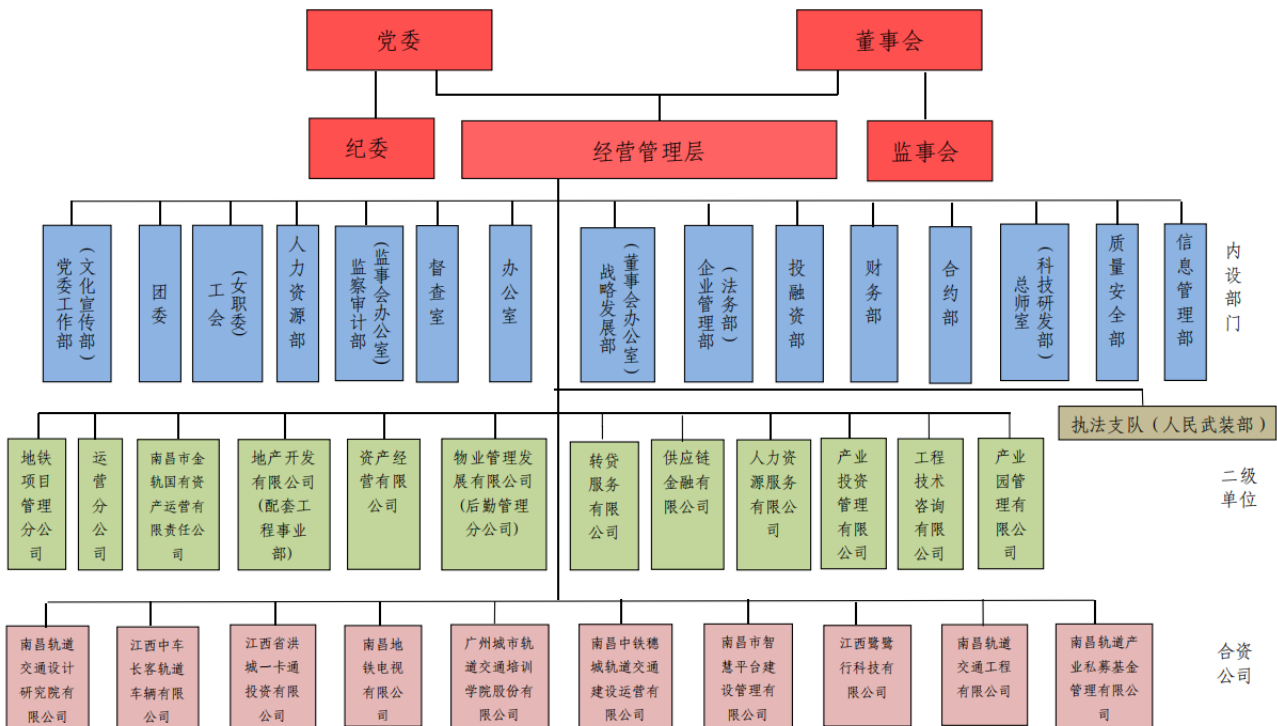 党委
董事会
纪委
经营管理层
监事会
党委工作部
(文化宣传部)
团委
工会
(女职委)
人力资源部
监察审计部
(监事会办公室)
督查室
办公室
战略发展部
(董事会办公室)
企业管理部
(法务部)
投融资部
财务部
合约部
总师室
(科技研发部)
质量安全部
信息管理部
内设部门
执法支队(人民武装部)
地铁
项目
管理
分公
司
运
营
分
公
司
南昌市金
轨国有资
产运营有
限责任公
司
地产开发
有限公司
(配套工
程事业
部)
资产经
营有限
公司
物业管理发
展有限公司
(后勤管理
分公司)
转贷
服务
有限
公司
供应链
金融有
限公司
人力资
源服务
有限公
司
产业
投资
管理
有限
公司
工程
技术
咨询
有限
公司
产业
园管
理有
限公
司
二级
单位
南昌轨道
交通设计
研究院有
限公司
江西中车
长客轨道
车辆有限
公司
江西省洪
城一卡通
投资有限
公司
南昌地
铁电视
有限公
司
广州城市轨
道交通培训
学院股份有
限公司
南昌中铁穗
城轨道交通
建设运营有
限公司
南昌市智
慧平台建
设管理有
限公司
江西鹭鹭
行科技有
限公司
南昌轨道
交通工程
有限公司
南昌轨道产
业私募基金
管理有限公
司
合资
公司